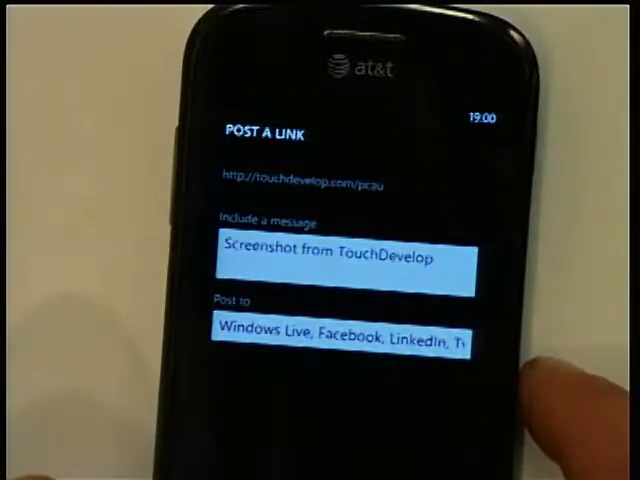 at&t
19:00
POST A LINK
http://touchdevelop.com/pcau
Include a message
Screenshot from TouchDevelop
Post to
Windows Live, Facebook, LinkedIn,